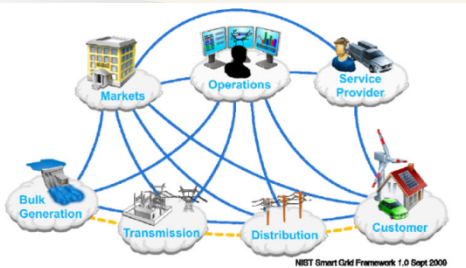 Markets
Operations
Service
Provider
Bulk
Generation
Transmission
Distribution
Customer
NIST Smart Grid Framework 1.0 Sept 2009